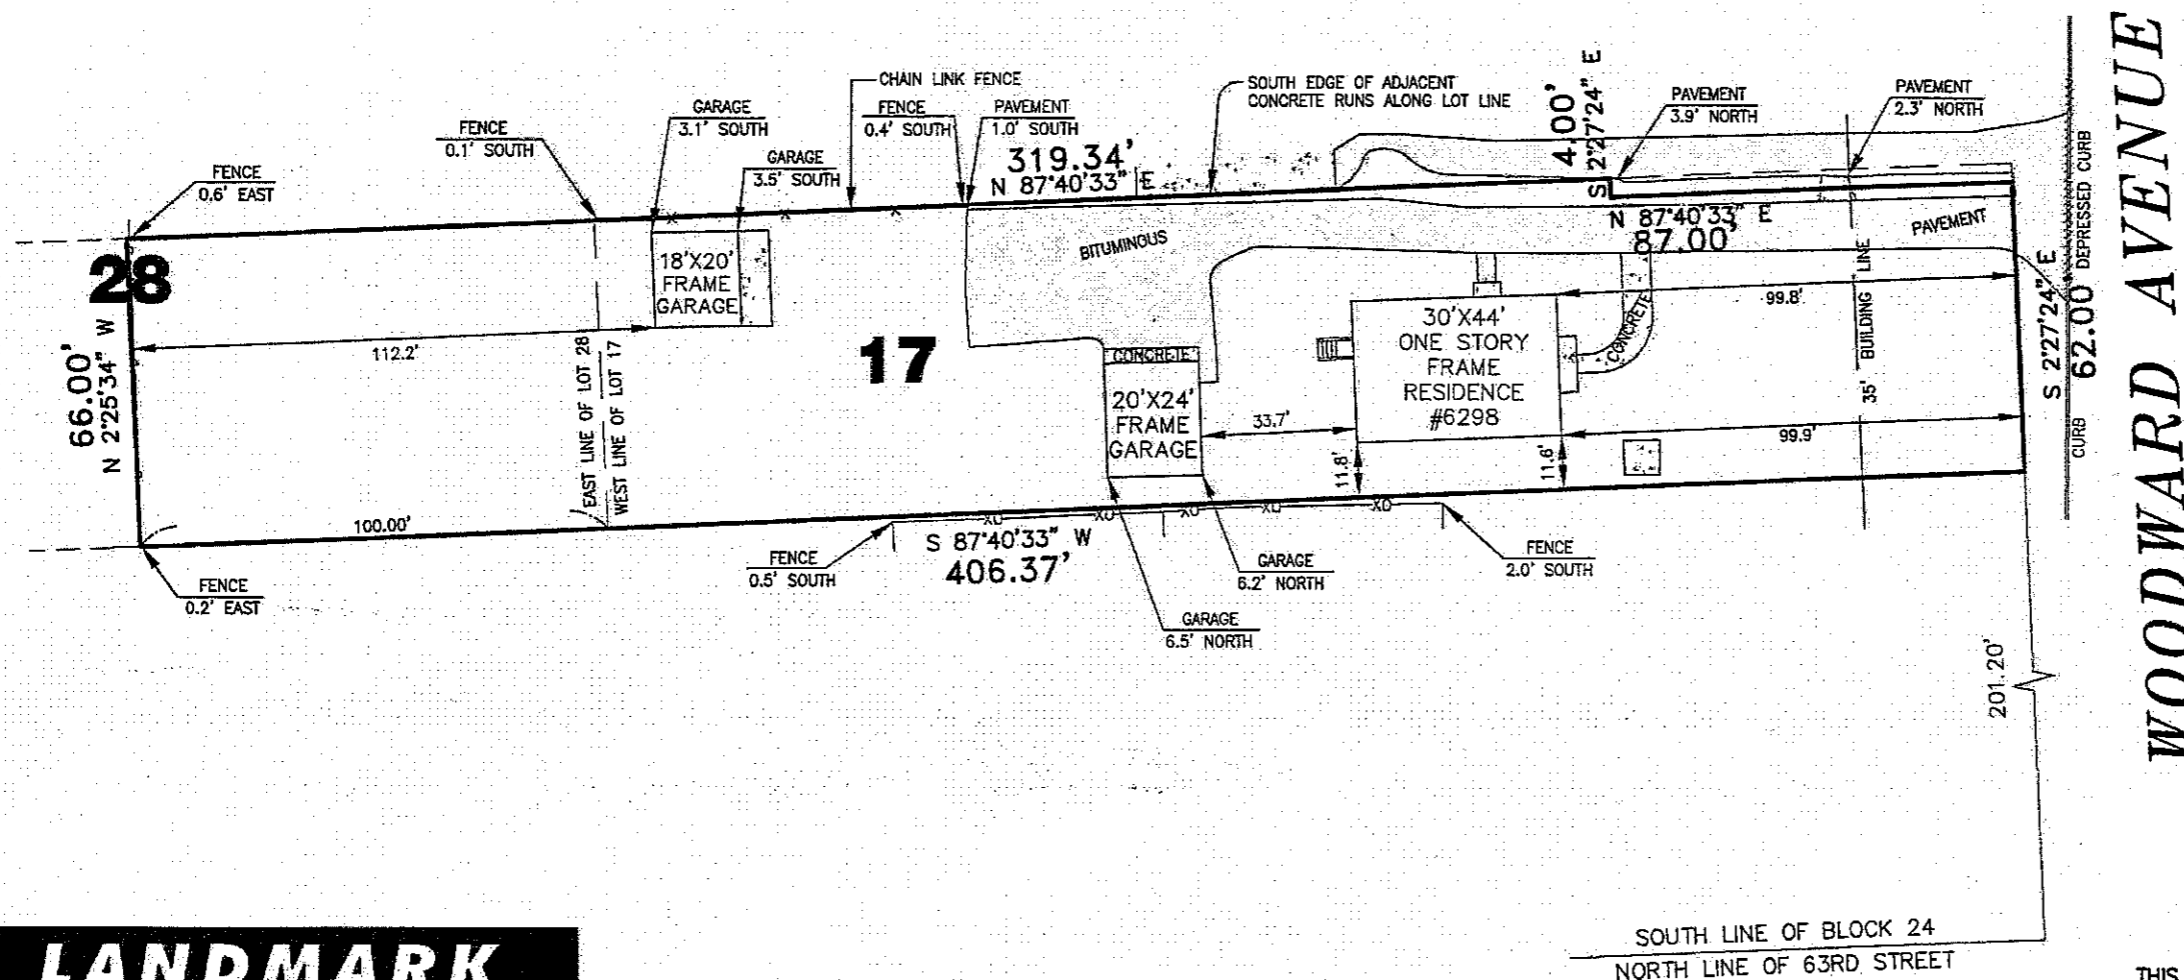 WOODWARD AVENUE
CHAIN LINK FENCE
SOUTH EDGE OF ADJACENT
CONCRETE RUNS ALONG LOT LINE
4.00'
S 2°27'24" E
PAVEMENT
3.9' NORTH
PAVEMENT
2.3' NORTH
FENCE
0.6' EAST
FENCE
0.1' SOUTH
GARAGE
3.1' SOUTH
GARAGE
3.5' SOUTH
FENCE
0.4' SOUTH
PAVEMENT
1.0' SOUTH
319.34'
N 87°40'33" E
N 87°40'33" E
87.00'
PAVEMENT
BITUMINOUS
28
18'X20'
FRAME
GARAGE
17
66.00'
N 2°25'34" W
112.2'
EAST LINE OF LOT 28
WEST LINE OF LOT 17
CONCRETE
20'X24'
FRAME
GARAGE
33.7'
30'X44'
ONE STORY
FRAME
RESIDENCE
#6298
CONCRETE
99.8'
99.9'
11.8'
11.6'
35' BUILDING LINE
S 2°27'24" E
62.00'
CURB
DEPRESSED CURB
100.00'
S 87°40'33" W
406.37'
FENCE
0.2' EAST
FENCE
0.5' SOUTH
GARAGE
6.2' NORTH
GARAGE
6.5' NORTH
FENCE
2.0' SOUTH
201.20'
SOUTH LINE OF BLOCK 24
NORTH LINE OF 63RD STREET
LANDMARK
THIS